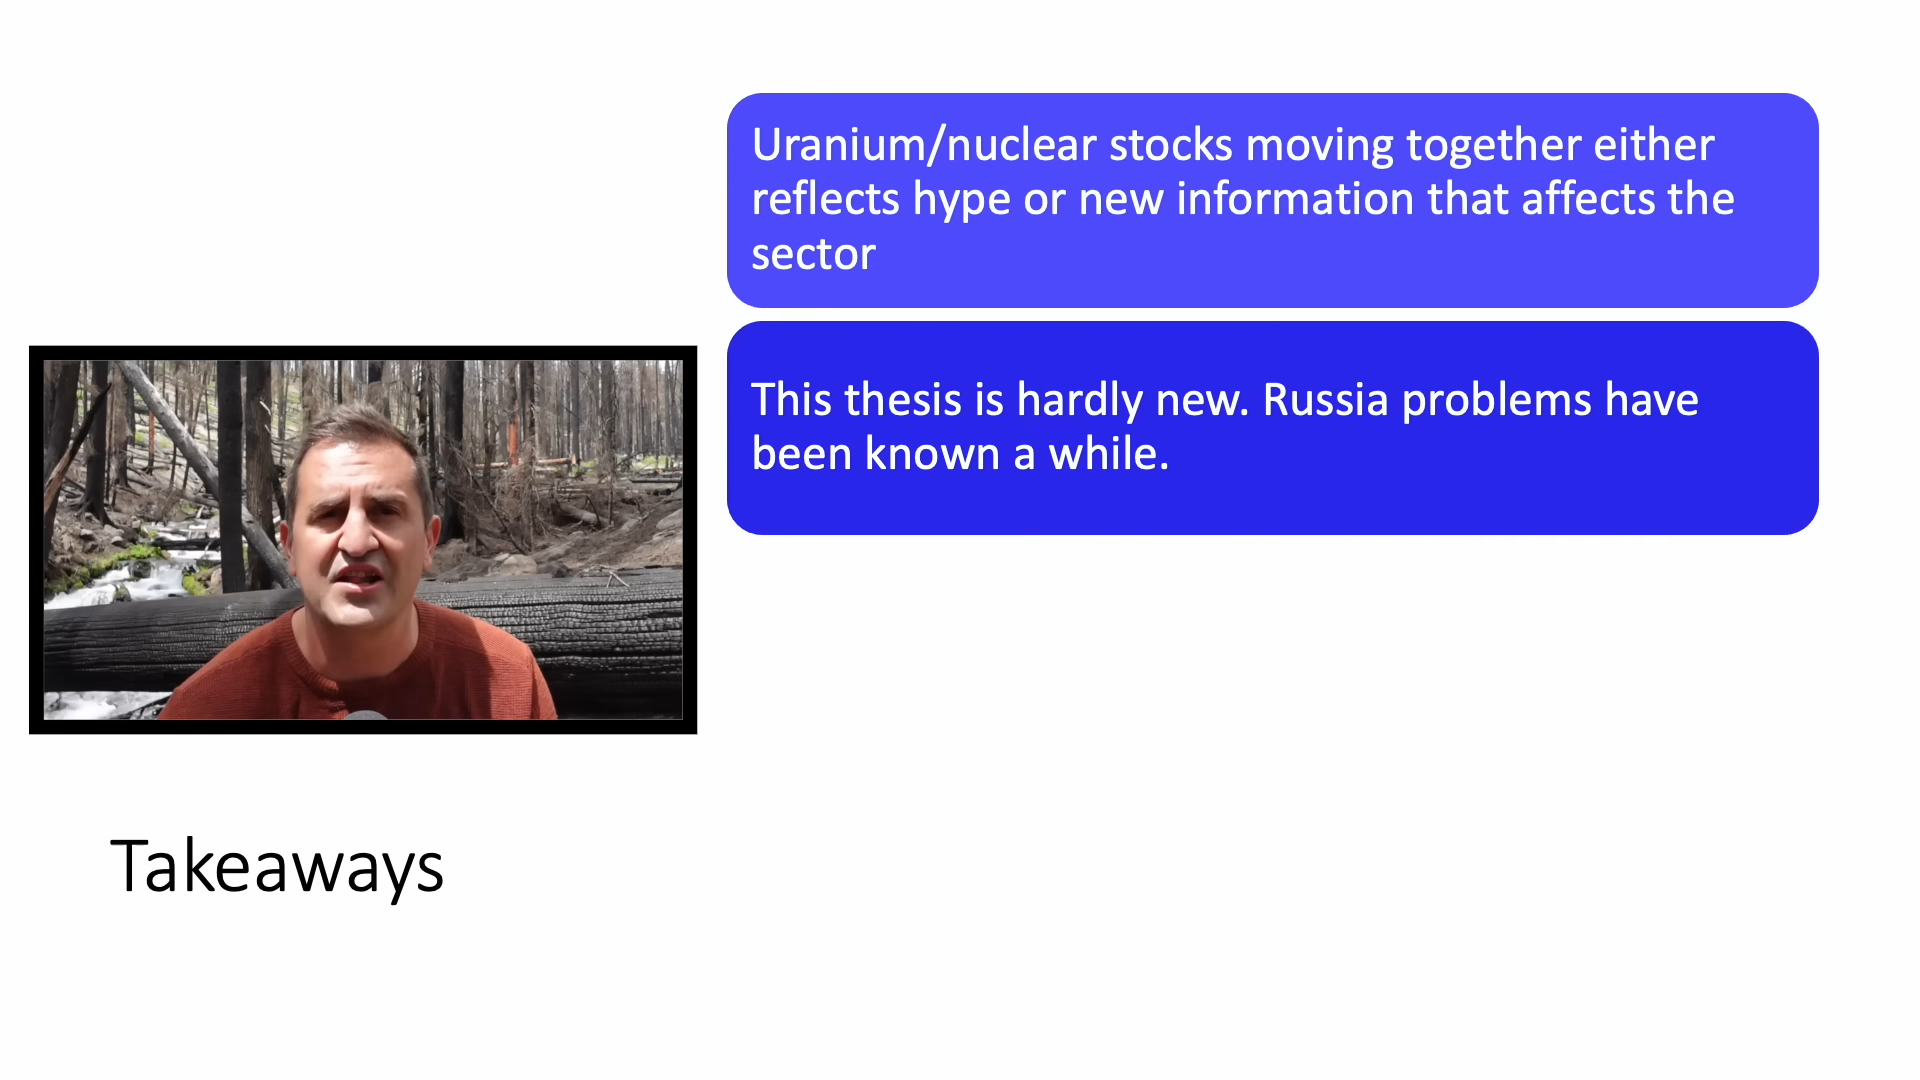 Uranium/nuclear stocks moving together either
reflects hype or new information that affects the
sector
This thesis is hardly new. Russia problems have
been known a while.
Takeaways